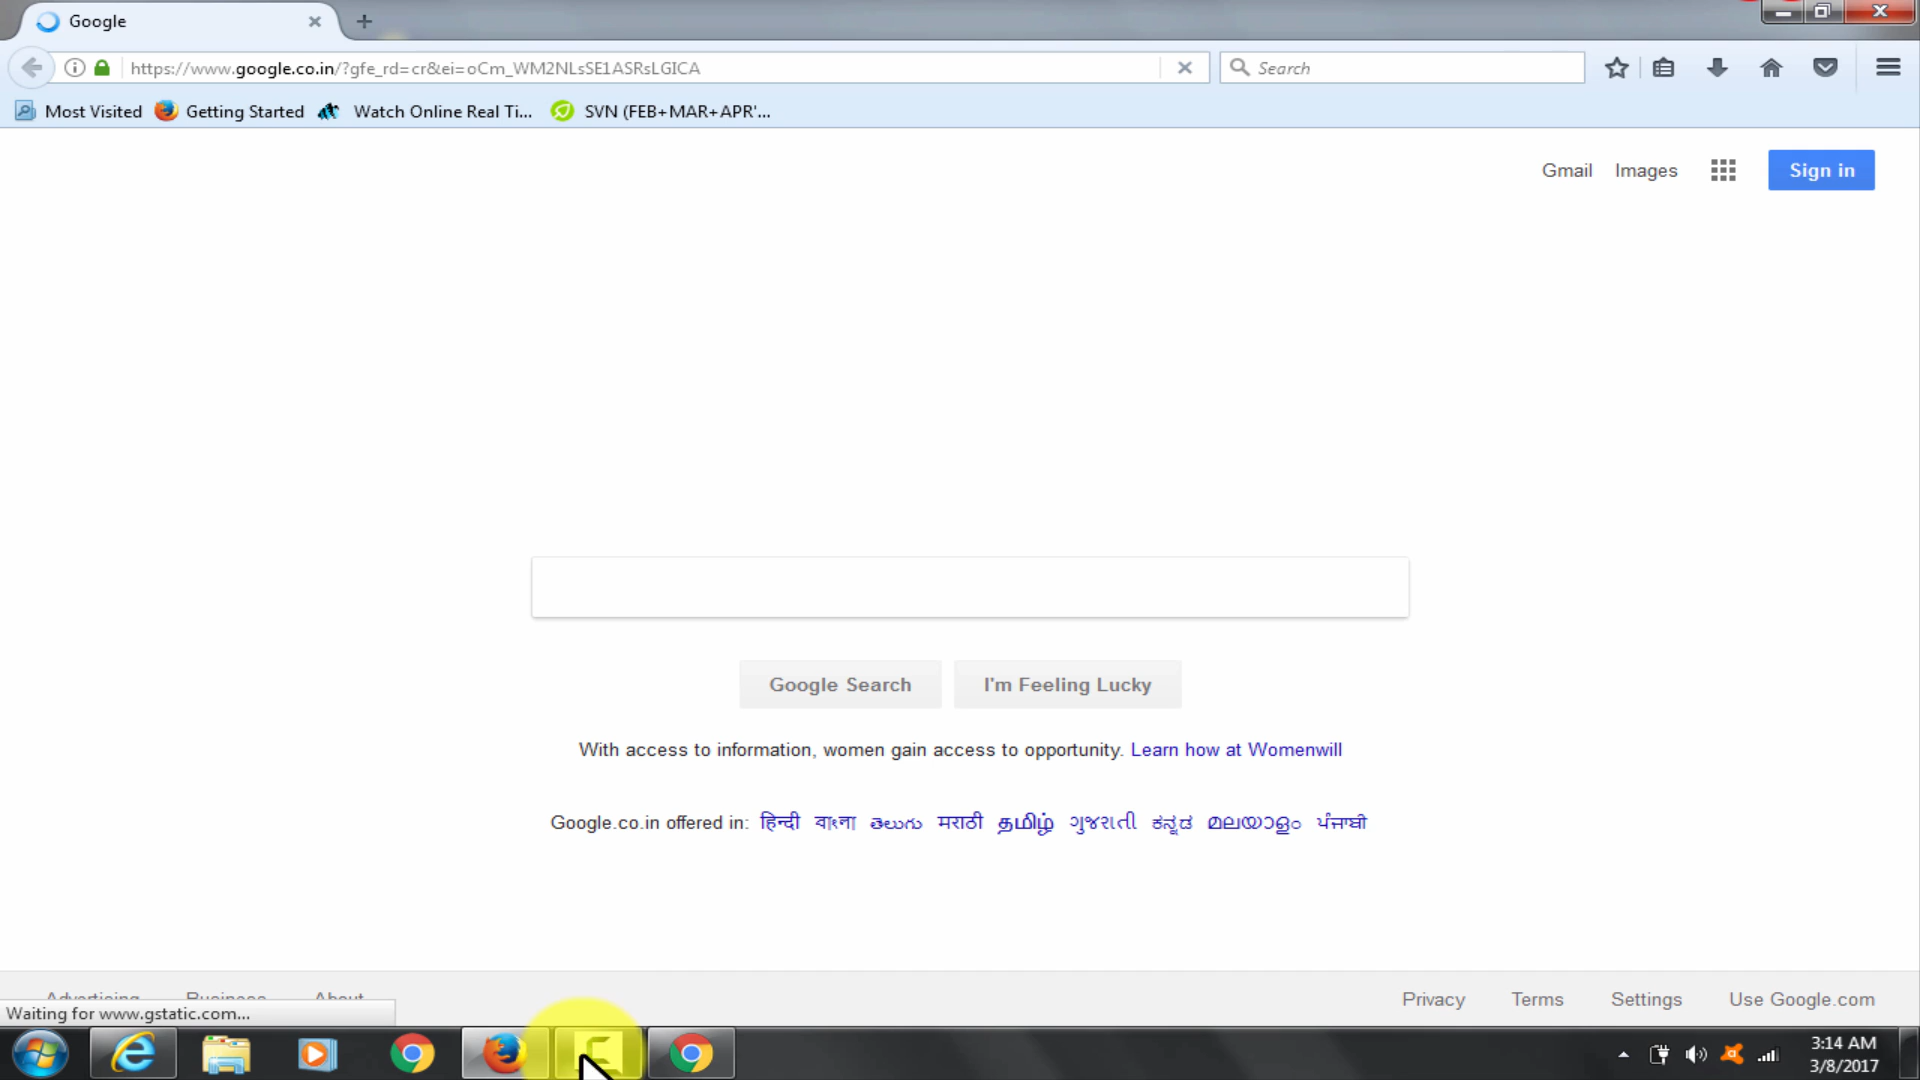 Google
https://www.google.co.in/?gfe_rd=cr&ei=oCm_WM2NLsSE1ASRsLGICA
Search
Most Visited Getting Started Watch Online Real Ti... SVN (FEB+MAR+APR'...
Gmail Images Sign in
Google Search I'm Feeling Lucky
With access to information, women gain access to opportunity. Learn how at Womenwill
Google.co.in offered in: हिन्दी বাংলা తెలుగు मराठी தமிழ் ગુજરાતી ಕನ್ನಡ മലയാളം ਪੰਜਾਬੀ
Advertising Business About Privacy Terms Settings Use Google.com
Waiting for www.gstatic.com...
3:14 AM
3/8/2017